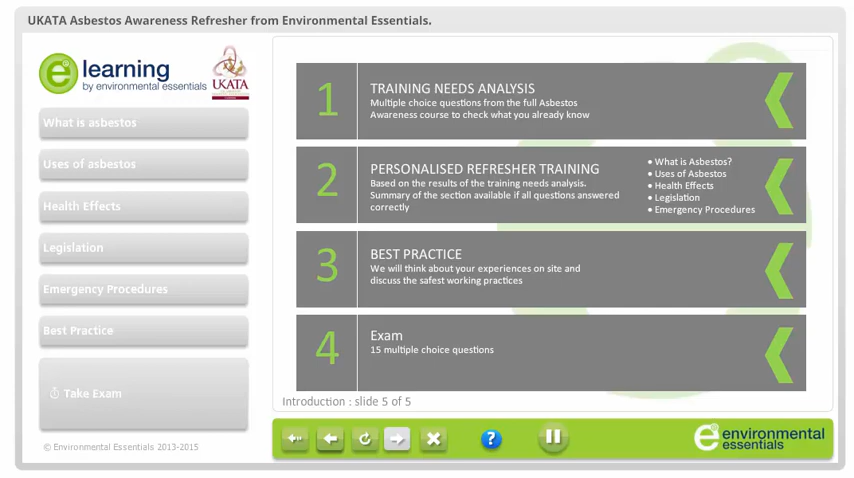 UKATA Asbestos Awareness Refresher from Environmental Essentials.
e learning
by environmental essentials
UKATA
What is asbestos
Uses of asbestos
Health Effects
Legislation
Emergency Procedures
Best Practice
Take Exam
© Environmental Essentials 2013-2015
1
TRAINING NEEDS ANALYSIS
Multiple choice questions from the full Asbestos
Awareness course to check what you already know
2
PERSONALISED REFRESHER TRAINING
Based on the results of the training needs analysis.
Summary of the section available if all questions answered
correctly
• What is Asbestos?
• Uses of Asbestos
• Health Effects
• Legislation
• Emergency Procedures
3
BEST PRACTICE
We will think about your experiences on site and
discuss the safest working practices
4
Exam
15 multiple choice questions
Introduction : slide 5 of 5
?
e environmental
essentials